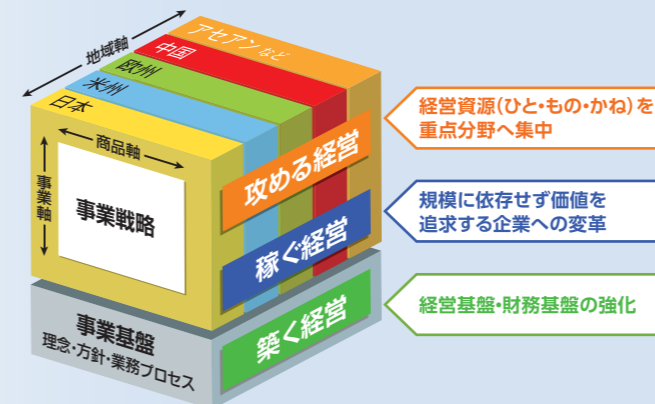 地域軸
アセアンなど
中国
欧州
米州
日本
商品軸
事業軸
事業戦略
攻める経営
稼ぐ経営
築く経営
事業基盤
理念・方針・業務プロセス
経営資源(ひと・もの・かね)を
重点分野へ集中
規模に依存せず価値を
追求する企業への変革
経営基盤・財務基盤の強化